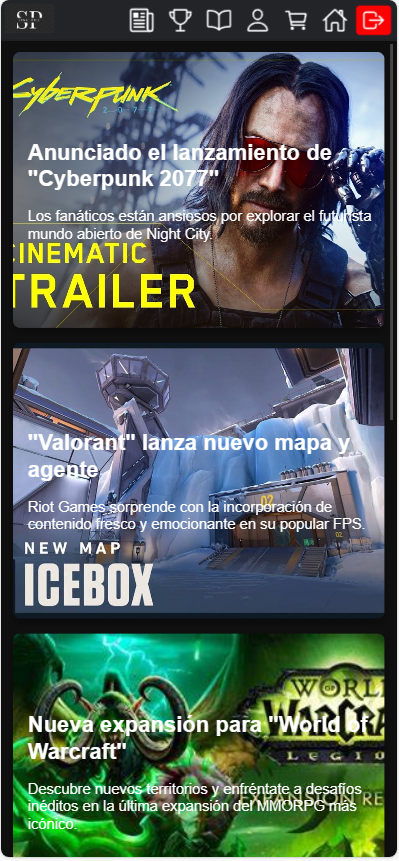 SP
Cyberpunk
2077
Anunciado el lanzamiento de
"Cyberpunk 2077"
Los fanáticos están ansiosos por explorar el futurista
mundo abierto de Night City.
CINEMATIC
TRAILER
"Valorant" lanza nuevo mapa y
agente
Riot Games sorprende con la incorporación de
contenido fresco y emocionante en su popular FPS.
02
02
NEW MAP
ICEBOX
WORLD
Nueva expansión para "World of
Warcraft"
WARCRAFT
LEGION
Descubre nuevos territorios y enfréntate a desafíos
inéditos en la última expansión del MMORPG más
icónico.